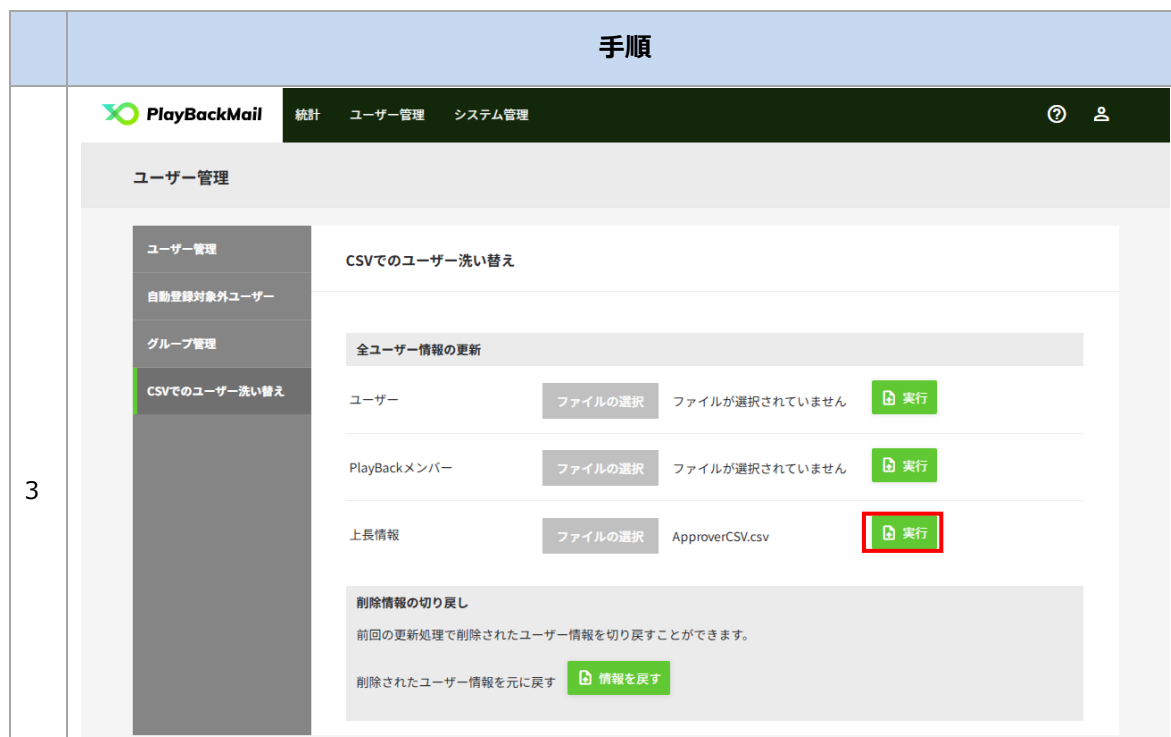 手順
3
PlayBackMail 統計 ユーザー管理 システム管理
ユーザー管理
ユーザー管理
自動登録対象外ユーザー
グループ管理
CSVでのユーザー洗い替え
CSVでのユーザー洗い替え
全ユーザー情報の更新
ユーザー ファイルの選択 ファイルが選択されていません 実行
PlayBackメンバー ファイルの選択 ファイルが選択されていません 実行
上長情報 ファイルの選択 ApproverCSV.csv 実行
削除情報の切り戻し
前回の更新処理で削除されたユーザー情報を切り戻すことができます。
削除されたユーザー情報を元に戻す 情報を戻す